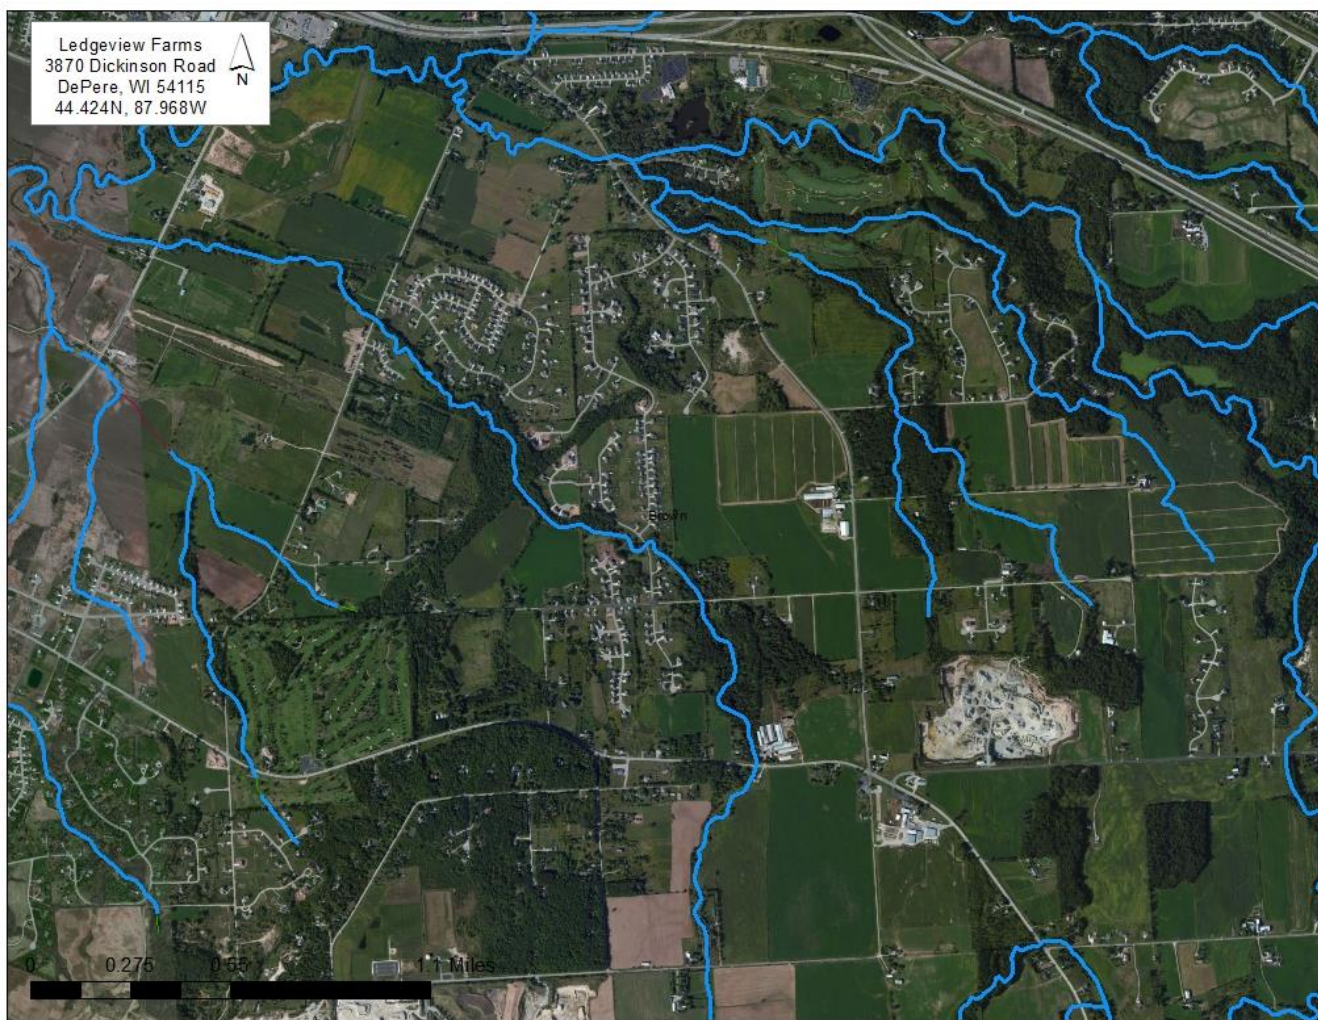 Ledgeview Farms
3870 Dickinson Road
DePere, WI 54115
44.424N, 87.968W
N
Brown
0 0.275 0.55 1.1 Miles